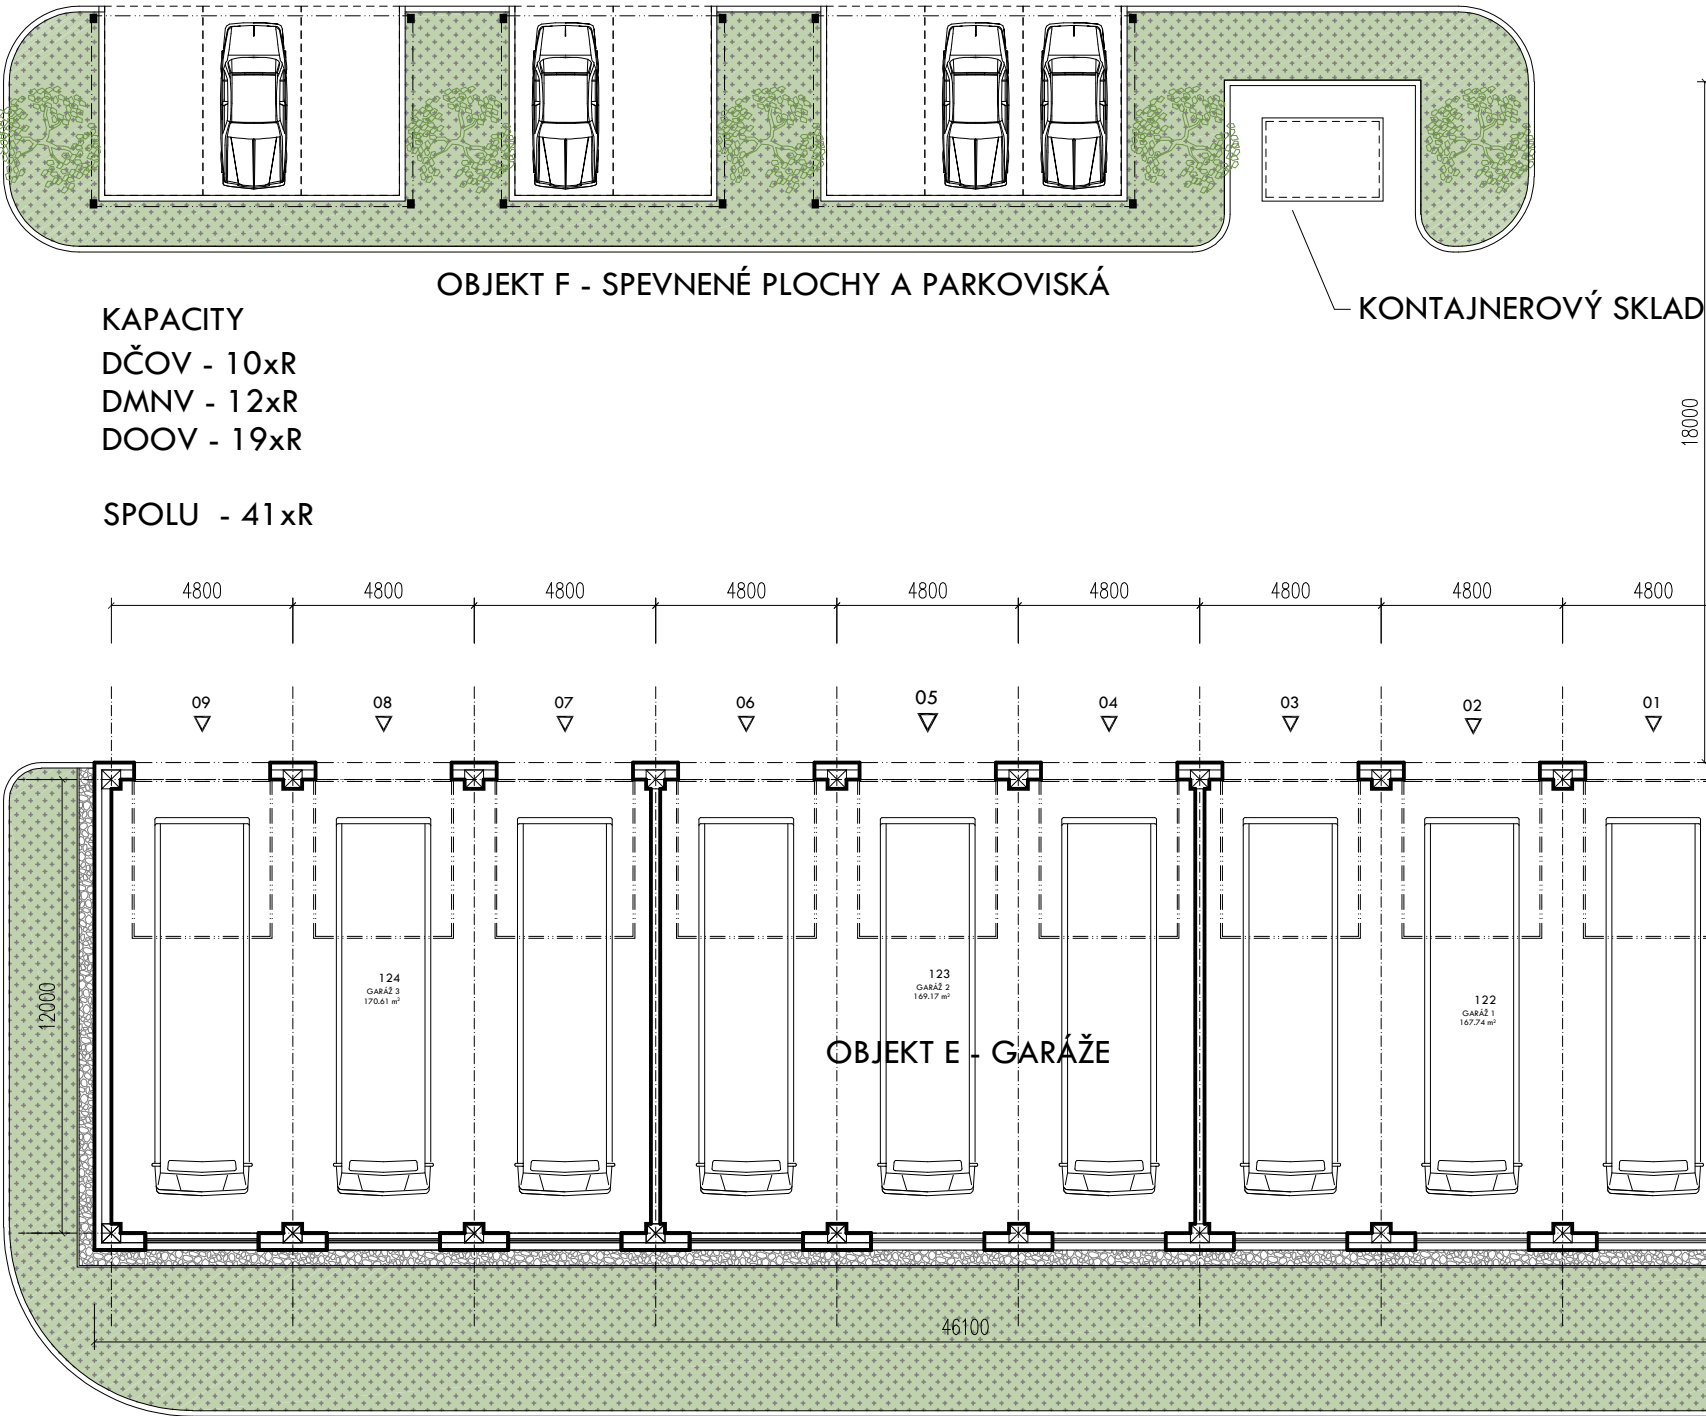 OBJEKT F - SPEVNENÉ PLOCHY A PARKOVISKÁ
KONTAJNEROVÝ SKLAD
KAPACITY
DČOV - 10xR
DMNV - 12xR
DOOV - 19xR
SPOLU - 41xR
18000
4800 4800 4800 4800 4800 4800 4800 4800 4800
09 08 07 06 05 04 03 02 01
12000
124
GARÁŽ 3
170.61 m²
123
GARÁŽ 2
169.17 m²
122
GARÁŽ 1
167.74 m²
OBJEKT E - GARÁŽE
46100